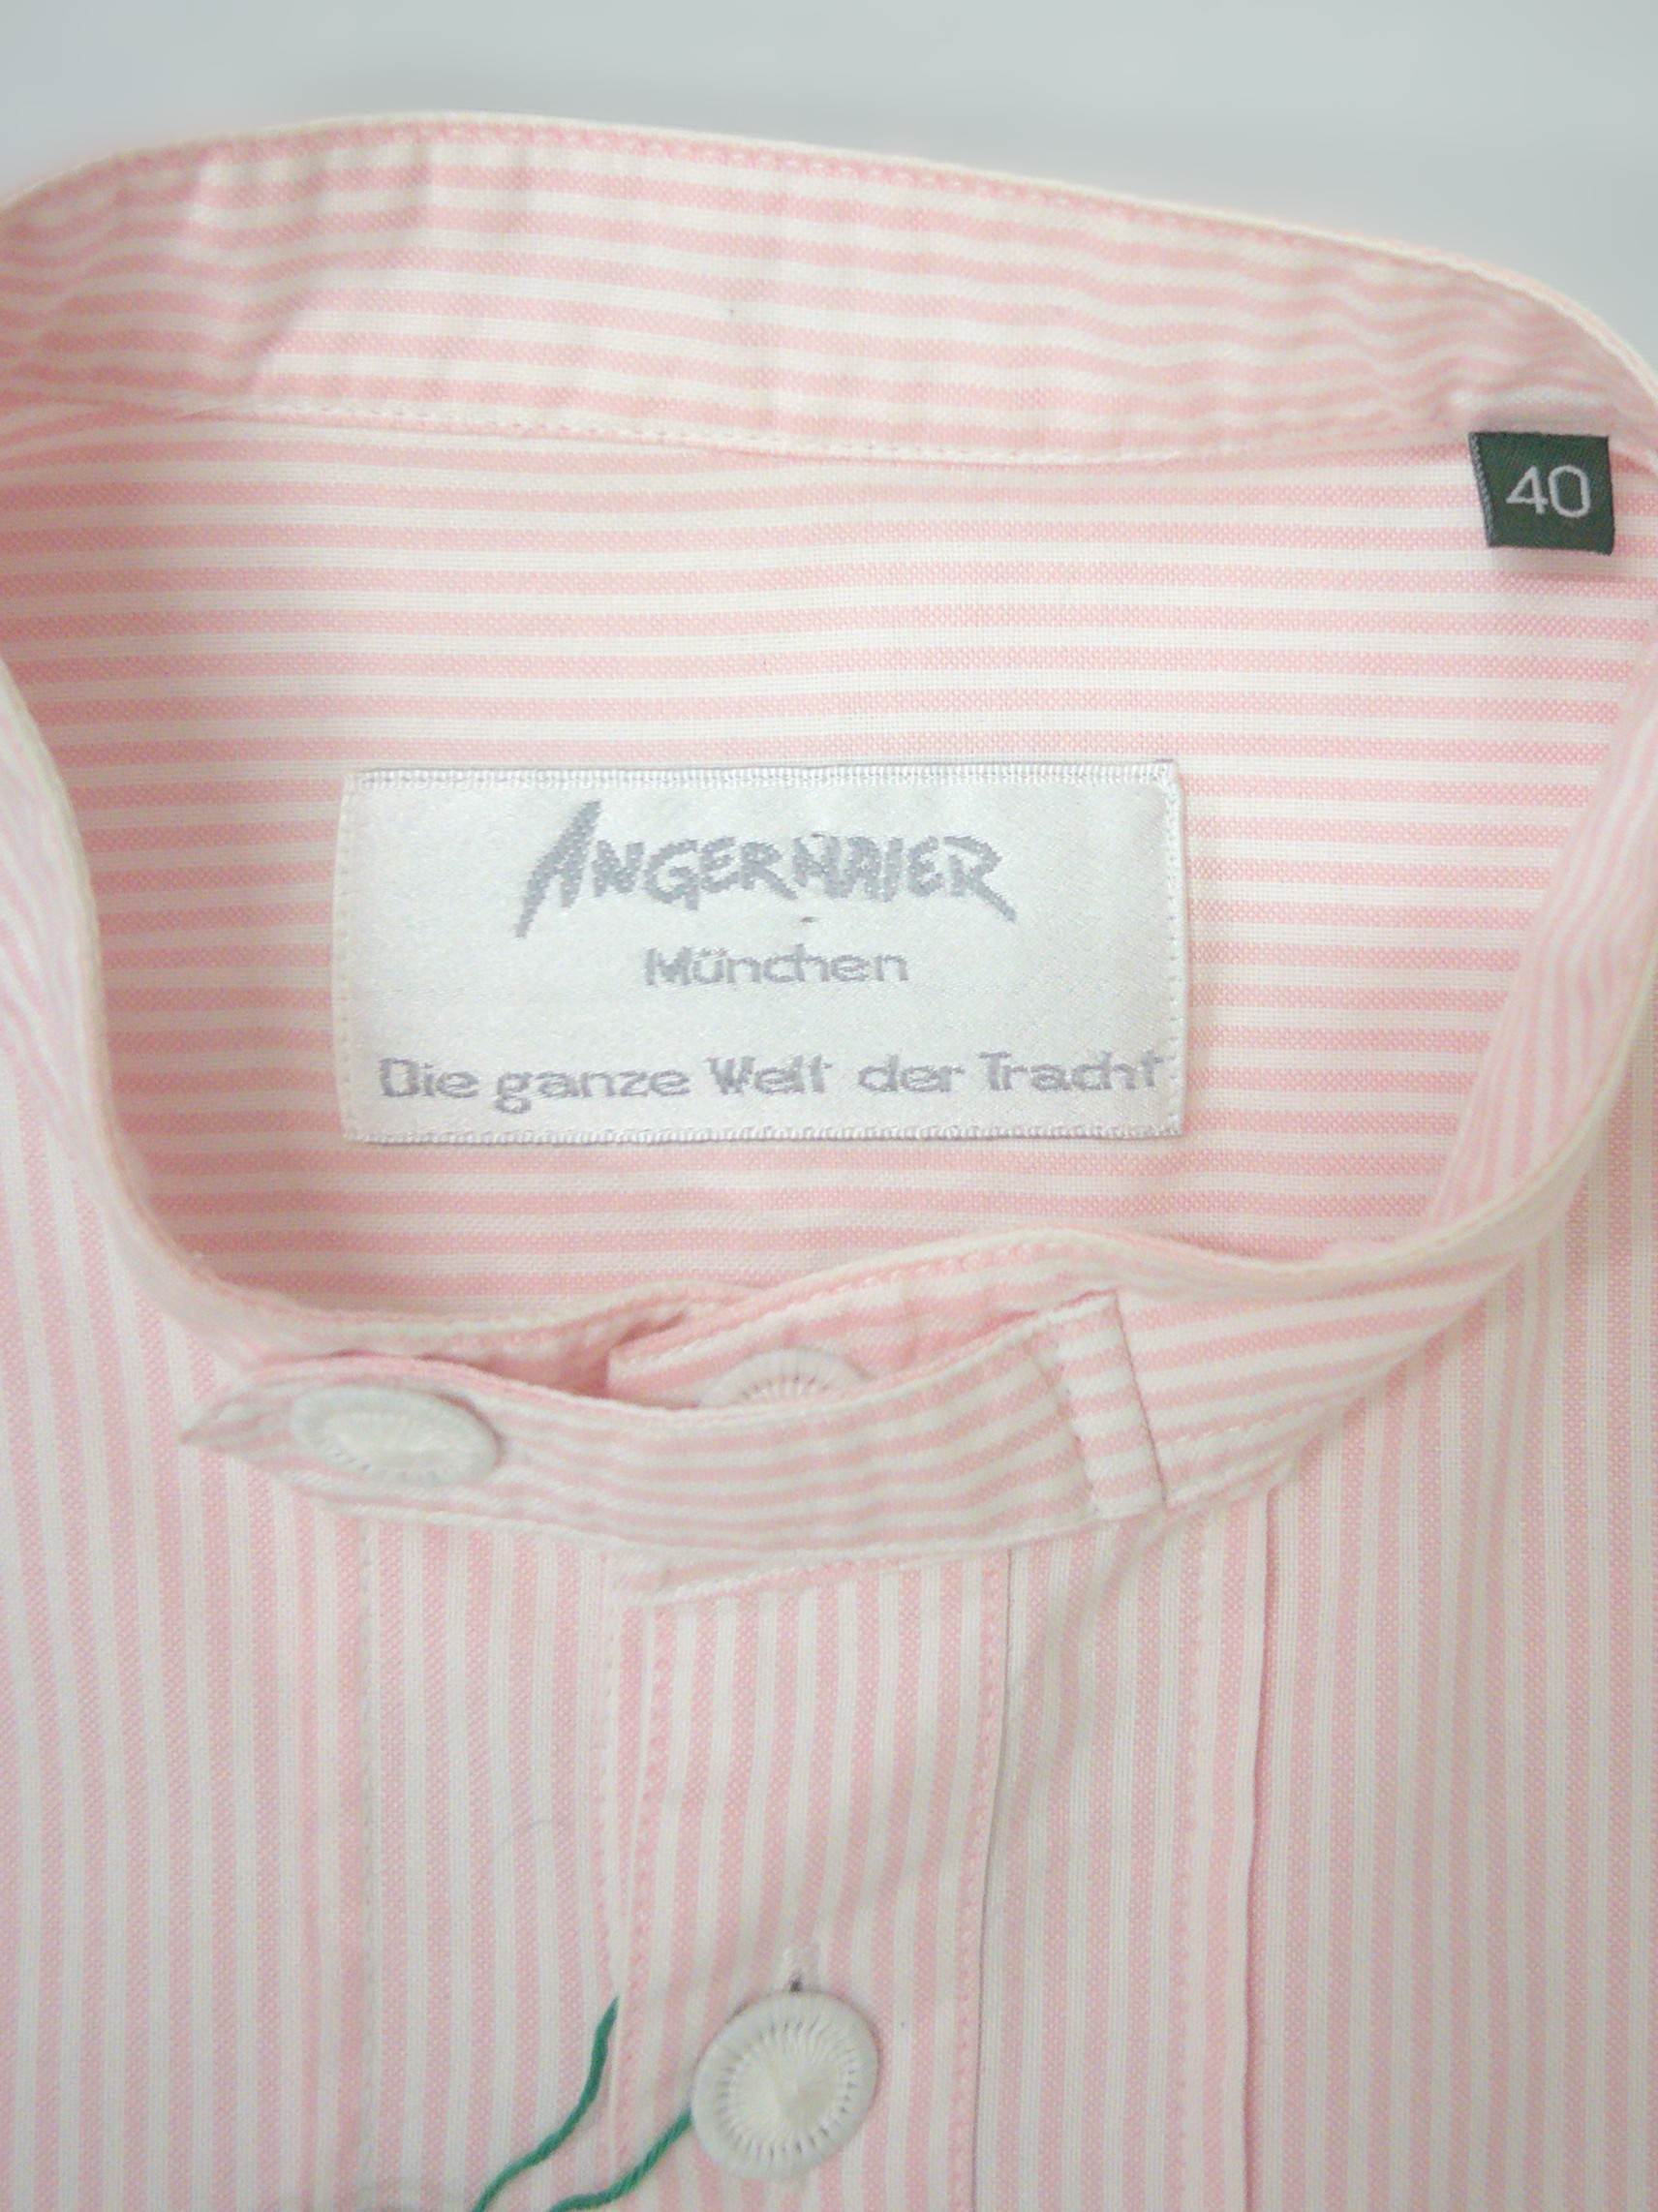 40
ANGERMAIER
München
Die ganze Welt der Tracht